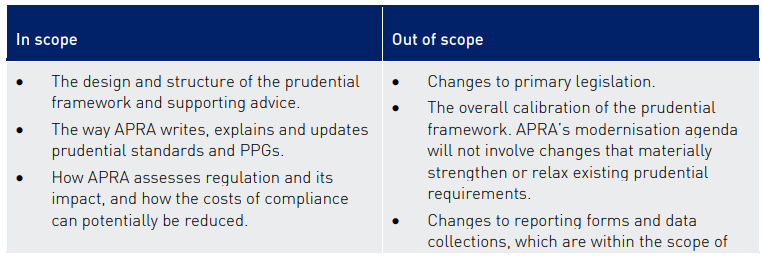 In scope
Out of scope
• The design and structure of the prudential
framework and supporting advice.
• The way APRA writes, explains and updates
prudential standards and PPGs.
• How APRA assesses regulation and its
impact, and how the costs of compliance
can potentially be reduced.
• Changes to primary legislation.
• The overall calibration of the prudential
framework. APRA’s modernisation agenda
will not involve changes that materially
strengthen or relax existing prudential
requirements.
• Changes to reporting forms and data
collections, which are within the scope of